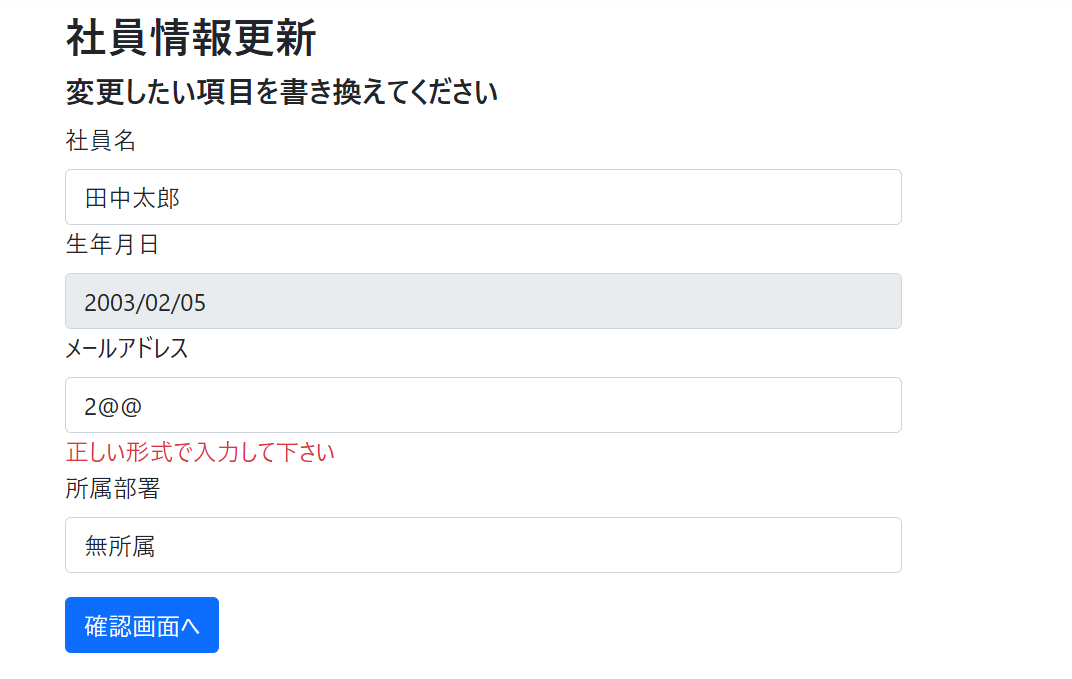 社員情報更新
変更したい項目を書き換えてください
社員名
田中太郎
生年月日
2003/02/05
メールアドレス
2@@
正しい形式で入力して下さい
所属部署
無所属
確認画面へ